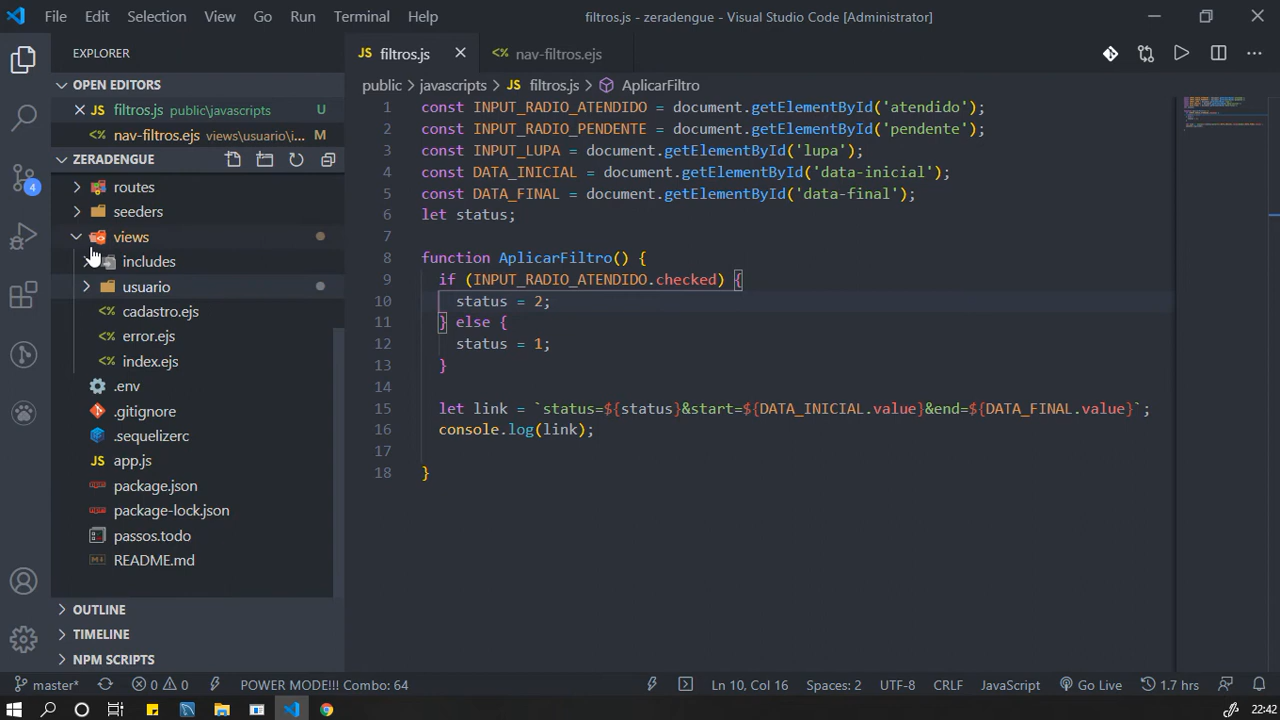 File Edit Selection View Go Run Terminal Help filtros.js - zeradengue - Visual Studio Code [Administrator]
EXPLORER
OPEN EDITORS
JS filtros.js public\javascripts U
<%> nav-filtros.ejs views\usuario\i... M
ZERADENGUE
routes
seeders
views
includes
usuario
<%> cadastro.ejs
<%> error.ejs
<%> index.ejs
.env
.gitignore
.sequelizerc
JS app.js
package.json
package-lock.json
passos.todo
README.md
OUTLINE
TIMELINE
NPM SCRIPTS
4
JS filtros.js <%> nav-filtros.ejs
public > javascripts > JS filtros.js > AplicarFiltro
1 const INPUT_RADIO_ATENDIDO = document.getElementById('atendido');
2 const INPUT_RADIO_PENDENTE = document.getElementById('pendente');
3 const INPUT_LUPA = document.getElementById('lupa');
4 const DATA_INICIAL = document.getElementById('data-inicial');
5 const DATA_FINAL = document.getElementById('data-final');
6 let status;
7
8 function AplicarFiltro() {
9 if (INPUT_RADIO_ATENDIDO.checked) {
10 status = 2;
11 } else {
12 status = 1;
13 }
14
15 let link = `status=${status}&start=${DATA_INICIAL.value}&end=${DATA_FINAL.value}`;
16 console.log(link);
17
18 }
master* 0 0 POWER MODE!!! Combo: 64 Ln 10, Col 16 Spaces: 2 UTF-8 CRLF JavaScript Go Live 1.7 hrs
22:42